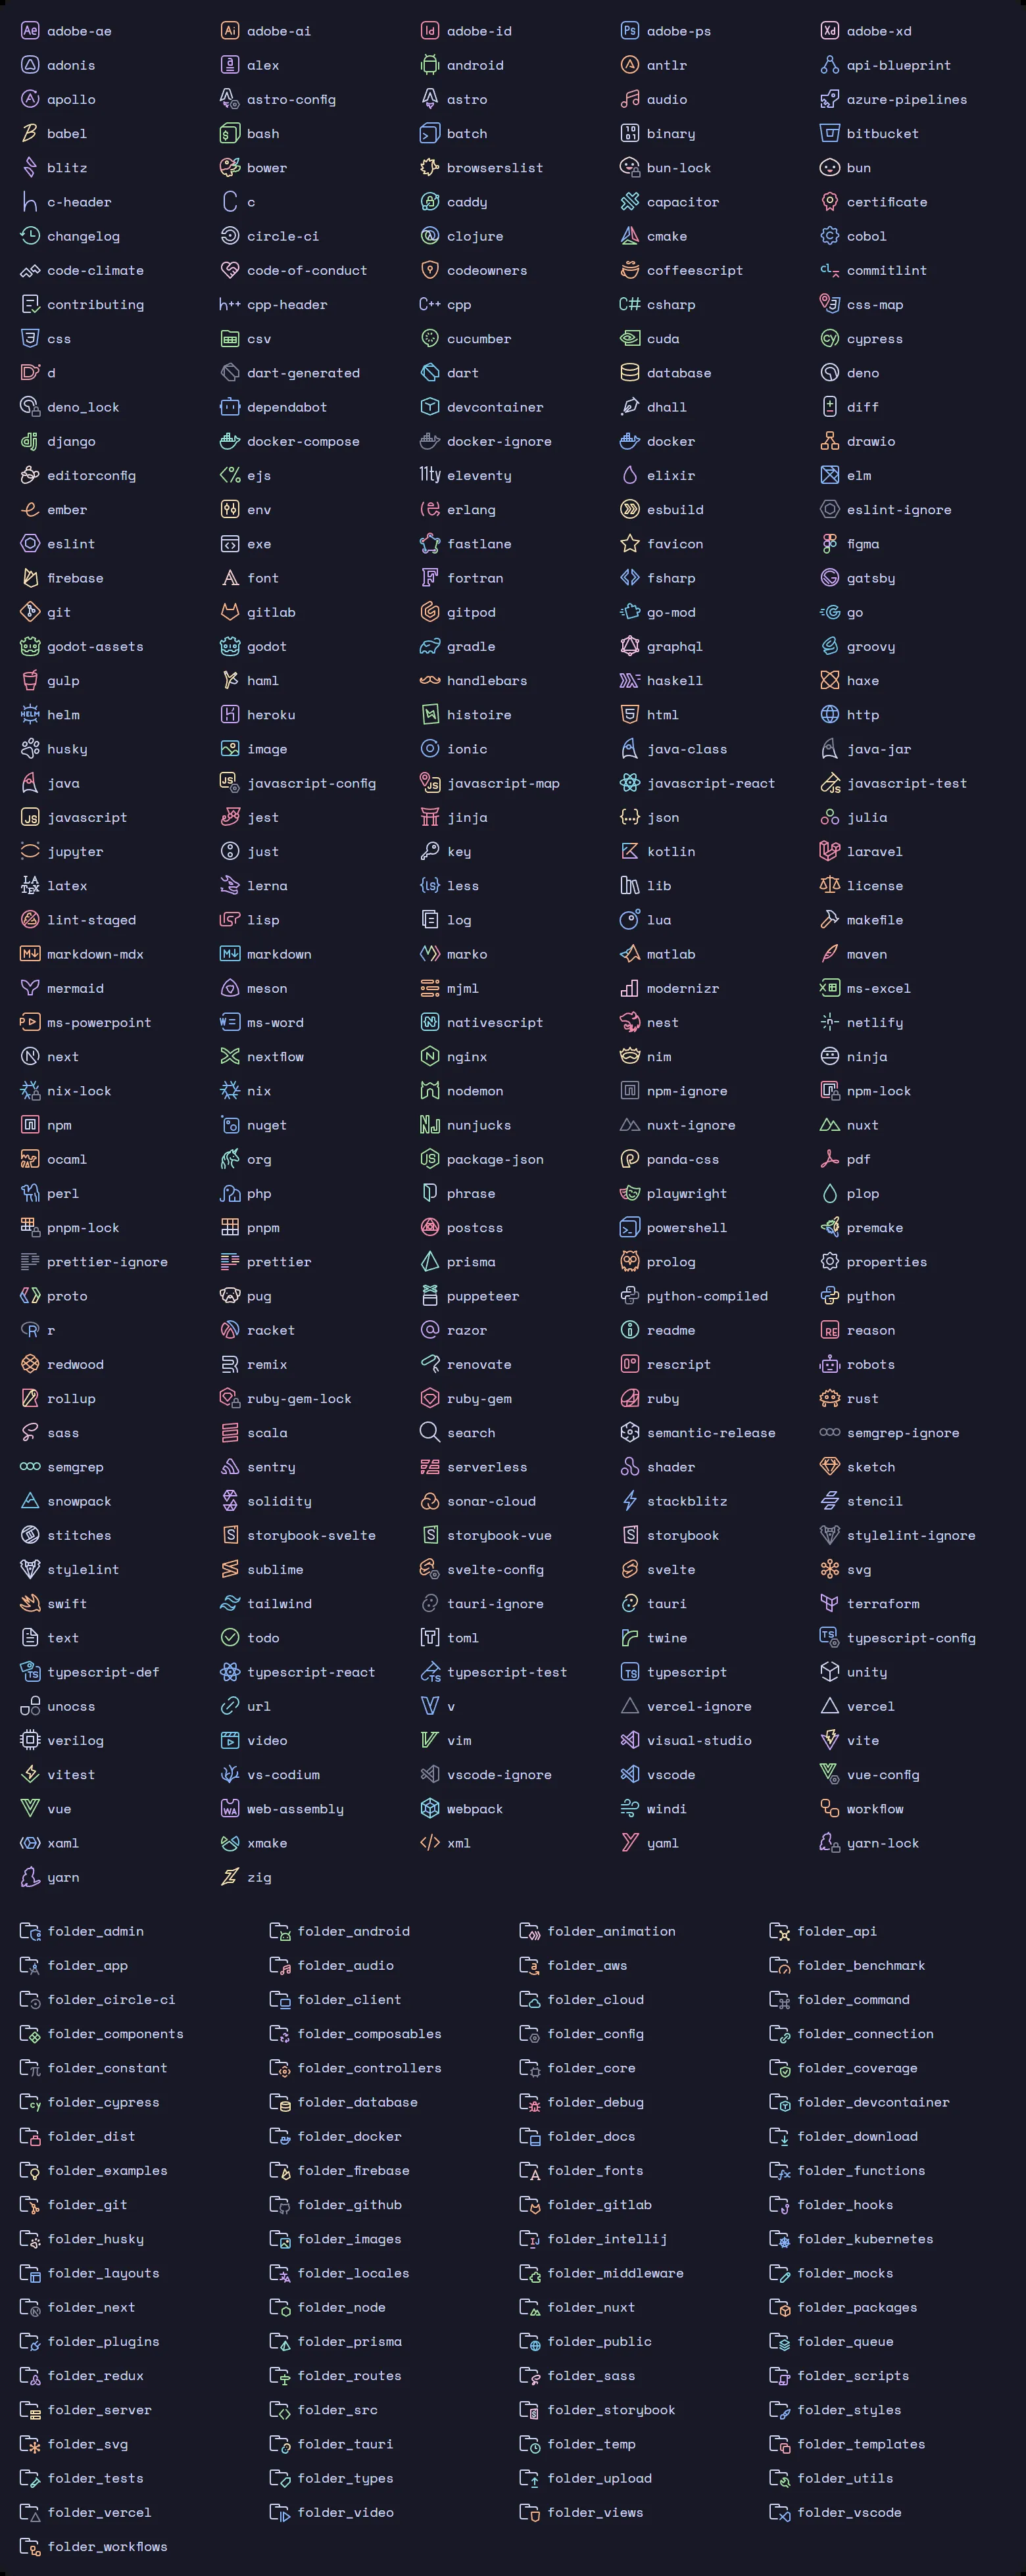 adobe-ae adobe-ai adobe-id adobe-ps adobe-xd
adonis alex android antlr api-blueprint
apollo astro-config astro audio azure-pipelines
babel bash batch binary bitbucket
blitz bower browserslist bun-lock bun
c-header c caddy capacitor certificate
changelog circle-ci clojure cmake cobol
code-climate code-of-conduct codeowners coffeescript commitlint
contributing cpp-header cpp csharp css-map
css csv cucumber cuda cypress
d dart-generated dart database deno
deno_lock dependabot devcontainer dhall diff
django docker-compose docker-ignore docker drawio
editorconfig ejs eleventy elixir elm
ember env erlang esbuild eslint-ignore
eslint exe fastlane favicon figma
firebase font fortran fsharp gatsby
git gitlab gitpod go-mod go
godot-assets godot gradle graphql groovy
gulp haml handlebars haskell haxe
helm heroku histoire html http
husky image ionic java-class java-jar
java javascript-config javascript-map javascript-react javascript-test
javascript jest jinja json julia
jupyter just key kotlin laravel
latex lerna less lib license
lint-staged lisp log lua makefile
markdown-mdx markdown marko matlab maven
mermaid meson mjml modernizr ms-excel
ms-powerpoint ms-word nativescript nest netlify
next nextflow nginx nim ninja
nix-lock nix nodemon npm-ignore npm-lock
npm nuget nunjucks nuxt-ignore nuxt
ocaml org package-json panda-css pdf
perl php phrase playwright plop
pnpm-lock pnpm postcss powershell premake
prettier-ignore prettier prisma prolog properties
proto pug puppeteer python-compiled python
r racket razor readme reason
redwood remix renovate rescript robots
rollup ruby-gem-lock ruby-gem ruby rust
sass scala search semantic-release semgrep-ignore
semgrep sentry serverless shader sketch
snowpack solidity sonar-cloud stackblitz stencil
stitches storybook-svelte storybook-vue storybook stylelint-ignore
stylelint sublime svelte-config svelte svg
swift tailwind tauri-ignore tauri terraform
text todo toml twine typescript-config
typescript-def typescript-react typescript-test typescript unity
unocss url v vercel-ignore vercel
verilog video vim visual-studio vite
vitest vs-codium vscode-ignore vscode vue-config
vue web-assembly webpack windi workflow
xaml xmake xml yaml yarn-lock
yarn zig
folder_admin folder_android folder_animation folder_api
folder_app folder_audio folder_aws folder_benchmark
folder_circle-ci folder_client folder_cloud folder_command
folder_components folder_composables folder_config folder_connection
folder_constant folder_controllers folder_core folder_coverage
folder_cypress folder_database folder_debug folder_devcontainer
folder_dist folder_docker folder_docs folder_download
folder_examples folder_firebase folder_fonts folder_functions
folder_git folder_github folder_gitlab folder_hooks
folder_husky folder_images folder_intellij folder_kubernetes
folder_layouts folder_locales folder_middleware folder_mocks
folder_next folder_node folder_nuxt folder_packages
folder_plugins folder_prisma folder_public folder_queue
folder_redux folder_routes folder_sass folder_scripts
folder_server folder_src folder_storybook folder_styles
folder_svg folder_tauri folder_temp folder_templates
folder_tests folder_types folder_upload folder_utils
folder_vercel folder_video folder_views folder_vscode
folder_workflows